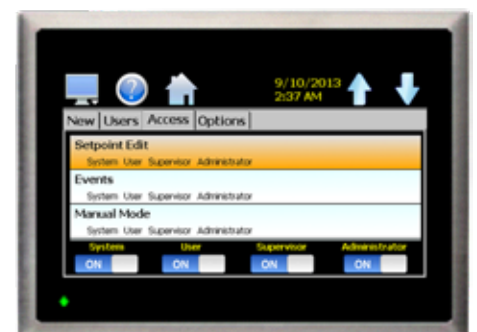 9/10/2013
2:37 AM
New Users Access Options
Setpoint Edit
System User Supervisor Administrator
Events
System User Supervisor Administrator
Manual Mode
System User Supervisor Administrator
System User Supervisor Administrator
ON ON ON ON